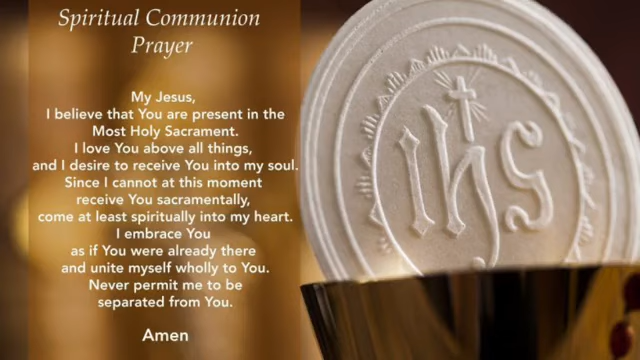 Spiritual Communion
Prayer
My Jesus,
I believe that You are present in the
Most Holy Sacrament.
I love You above all things,
and I desire to receive You into my soul.
Since I cannot at this moment
receive You sacramentally,
come at least spiritually into my heart.
I embrace You
as if You were already there
and unite myself wholly to You.
Never permit me to be
separated from You.
Amen
IHS